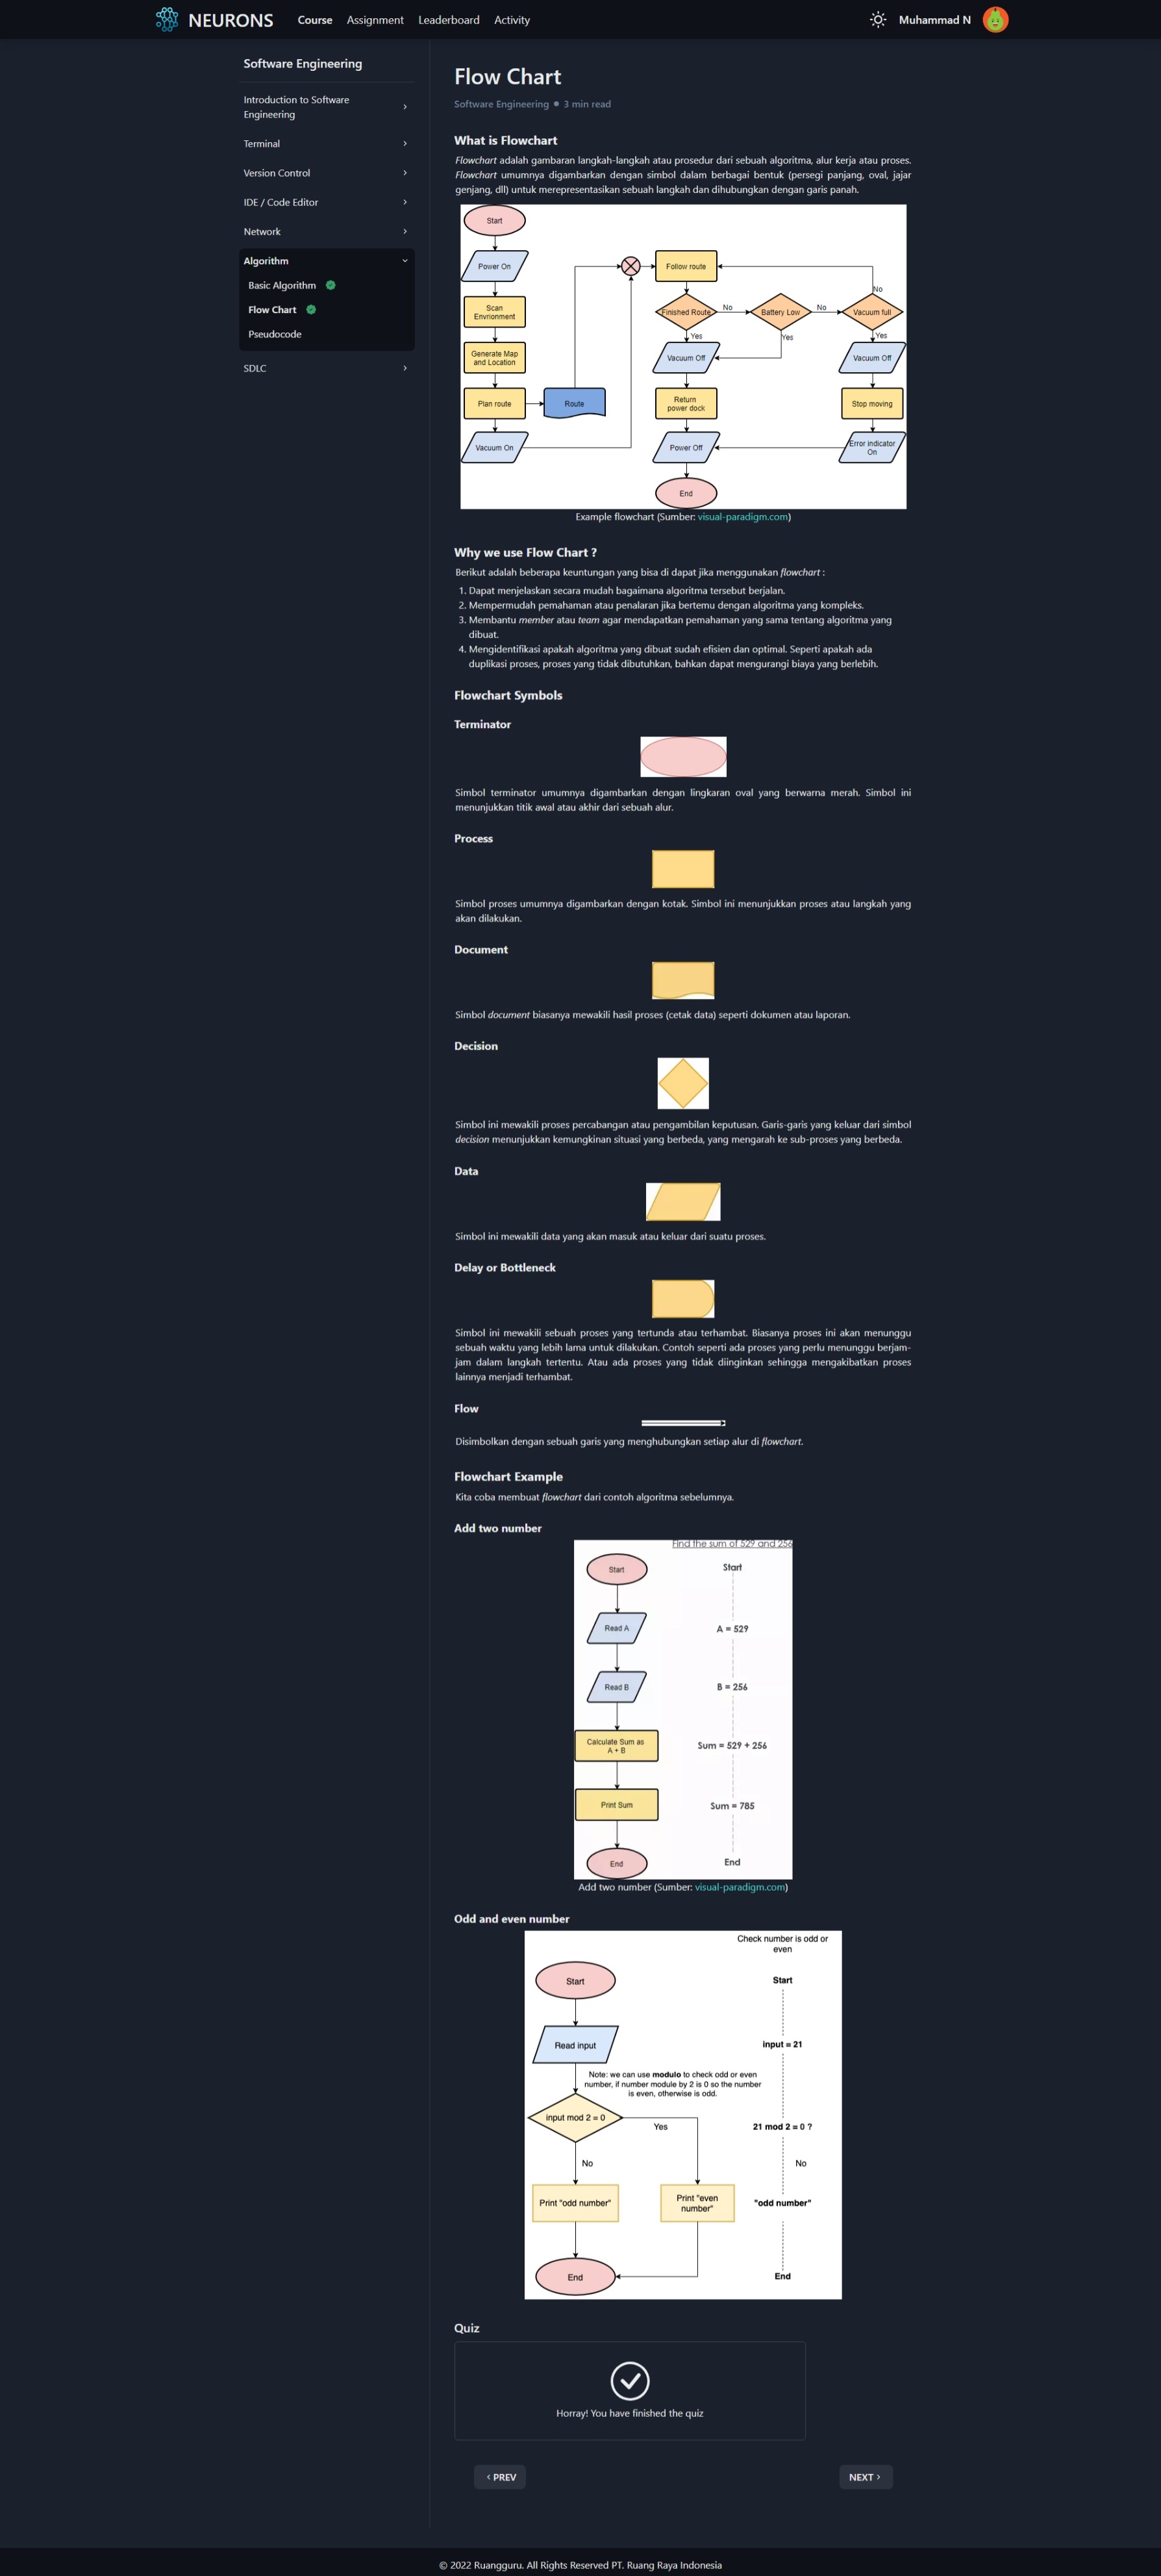 NEURONS
Course
Assignment
Leaderboard
Activity
Muhammad N
Software Engineering
Introduction to Software
Engineering
Terminal
Version Control
IDE / Code Editor
Network
Algorithm
Basic Algorithm
Flow Chart
Pseudocode
SDLC
Flow Chart
Software Engineering • 3 min read
What is Flowchart
Flowchart adalah gambaran langkah-langkah atau prosedur dari sebuah algoritma, alur kerja atau proses.
Flowchart umumnya digambarkan dengan simbol dalam berbagai bentuk (persegi panjang, oval, jajar
genjang, dll) untuk merepresentasikan sebuah langkah dan dihubungkan dengan garis panah.
Start
Power On
Scan
Envrionment
Generate Map
and Location
Plan route
Route
Vacuum On
Follow route
Finished Route
No
Battery Low
No
Vacuum full
No
Yes
Yes
Yes
Vacuum Off
Vacuum Off
Return
power dock
Stop moving
Power Off
Error indicator
On
End
Example flowchart (Sumber: visual-paradigm.com)
Why we use Flow Chart ?
Berikut adalah beberapa keuntungan yang bisa di dapat jika menggunakan flowchart :
1. Dapat menjelaskan secara mudah bagaimana algoritma tersebut berjalan.
2. Mempermudah pemahaman atau penalaran jika bertemu dengan algoritma yang kompleks.
3. Membantu member atau team agar mendapatkan pemahaman yang sama tentang algoritma yang
dibuat.
4. Mengidentifikasi apakah algoritma yang dibuat sudah efisien dan optimal. Seperti apakah ada
duplikasi proses, proses yang tidak dibutuhkan, bahkan dapat mengurangi biaya yang berlebih.
Flowchart Symbols
Terminator
Simbol terminator umumnya digambarkan dengan lingkaran oval yang berwarna merah. Simbol ini
menunjukkan titik awal atau akhir dari sebuah alur.
Process
Simbol proses umumnya digambarkan dengan kotak. Simbol ini menunjukkan proses atau langkah yang
akan dilakukan.
Document
Simbol document biasanya mewakili hasil proses (cetak data) seperti dokumen atau laporan.
Decision
Simbol ini mewakili proses percabangan atau pengambilan keputusan. Garis-garis yang keluar dari simbol
decision menunjukkan kemungkinan situasi yang berbeda, yang mengarah ke sub-proses yang berbeda.
Data
Simbol ini mewakili data yang akan masuk atau keluar dari suatu proses.
Delay or Bottleneck
Simbol ini mewakili sebuah proses yang tertunda atau terhambat. Biasanya proses ini akan menunggu
sebuah waktu yang lebih lama untuk dilakukan. Contoh seperti ada proses yang perlu menunggu berjam-
jam dalam langkah tertentu. Atau ada proses yang tidak diinginkan sehingga mengakibatkan proses
lainnya menjadi terhambat.
Flow
Disimbolkan dengan sebuah garis yang menghubungkan setiap alur di flowchart.
Flowchart Example
Kita coba membuat flowchart dari contoh algoritma sebelumnya.
Add two number
Find the sum of 529 and 256
Start
Start
Read A
A = 529
Read B
B = 256
Calculate Sum as
A + B
Sum = 529 + 256
Print Sum
Sum = 785
End
End
Add two number (Sumber: visual-paradigm.com)
Odd and even number
Check number is odd or
even
Start
Start
Read input
input = 21
Note: we can use modulo to check odd or even
number, if number module by 2 is 0 so the number
is even, otherwise is odd.
input mod 2 = 0
Yes
21 mod 2 = 0 ?
No
No
Print "odd number"
Print "even
number"
"odd number"
End
End
Quiz
Horray! You have finished the quiz
‹ PREV
NEXT ›
© 2022 Ruangguru. All Rights Reserved PT. Ruang Raya Indonesia